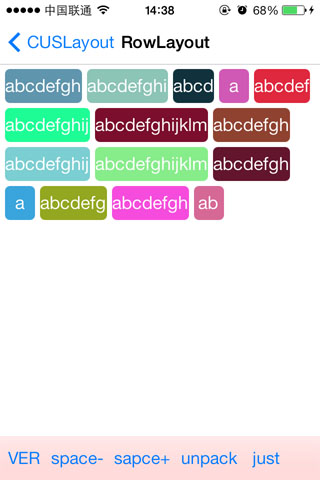 中国联通 14:38 68%
CUSLayout RowLayout
abcdefgh abcdefghi abcd a abcdef
abcdefghij abcdefghijklm abcdefgh
abcdefghij abcdefghijklm abcdefgh
a abcdefg abcdefgh ab
VER space- sapce+ unpack just